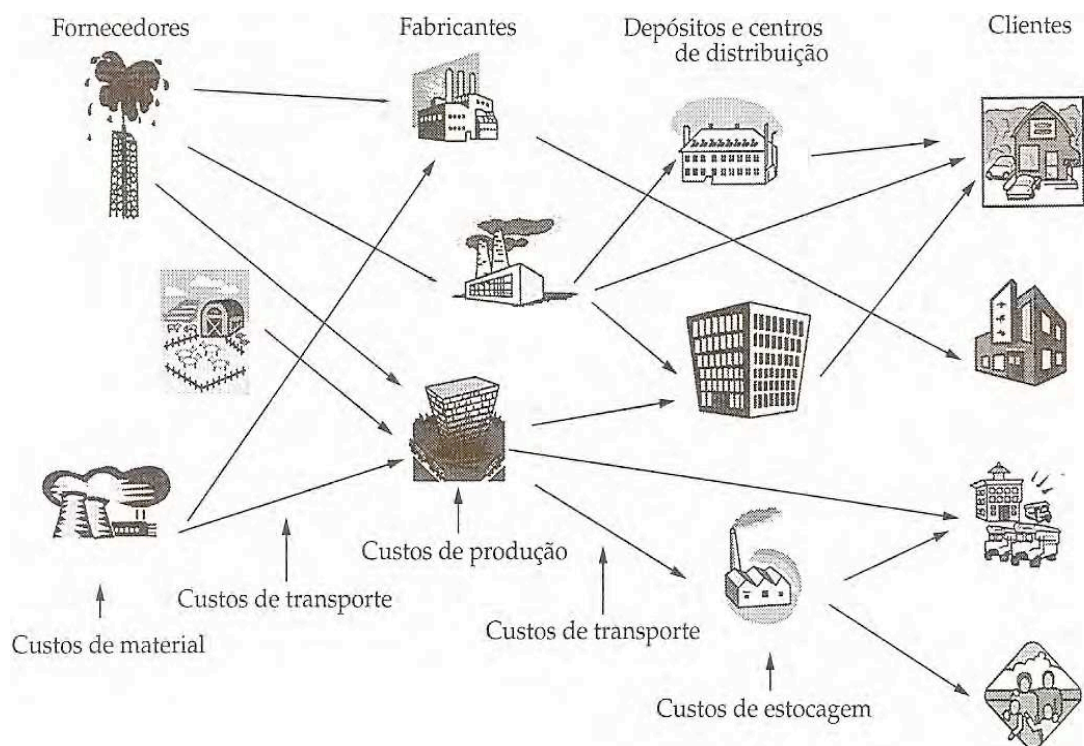 Fornecedores
Fabricantes
Depósitos e centros
de distribuição
Clientes
Custos de produção
Custos de transporte
Custos de transporte
Custos de material
Custos de estocagem